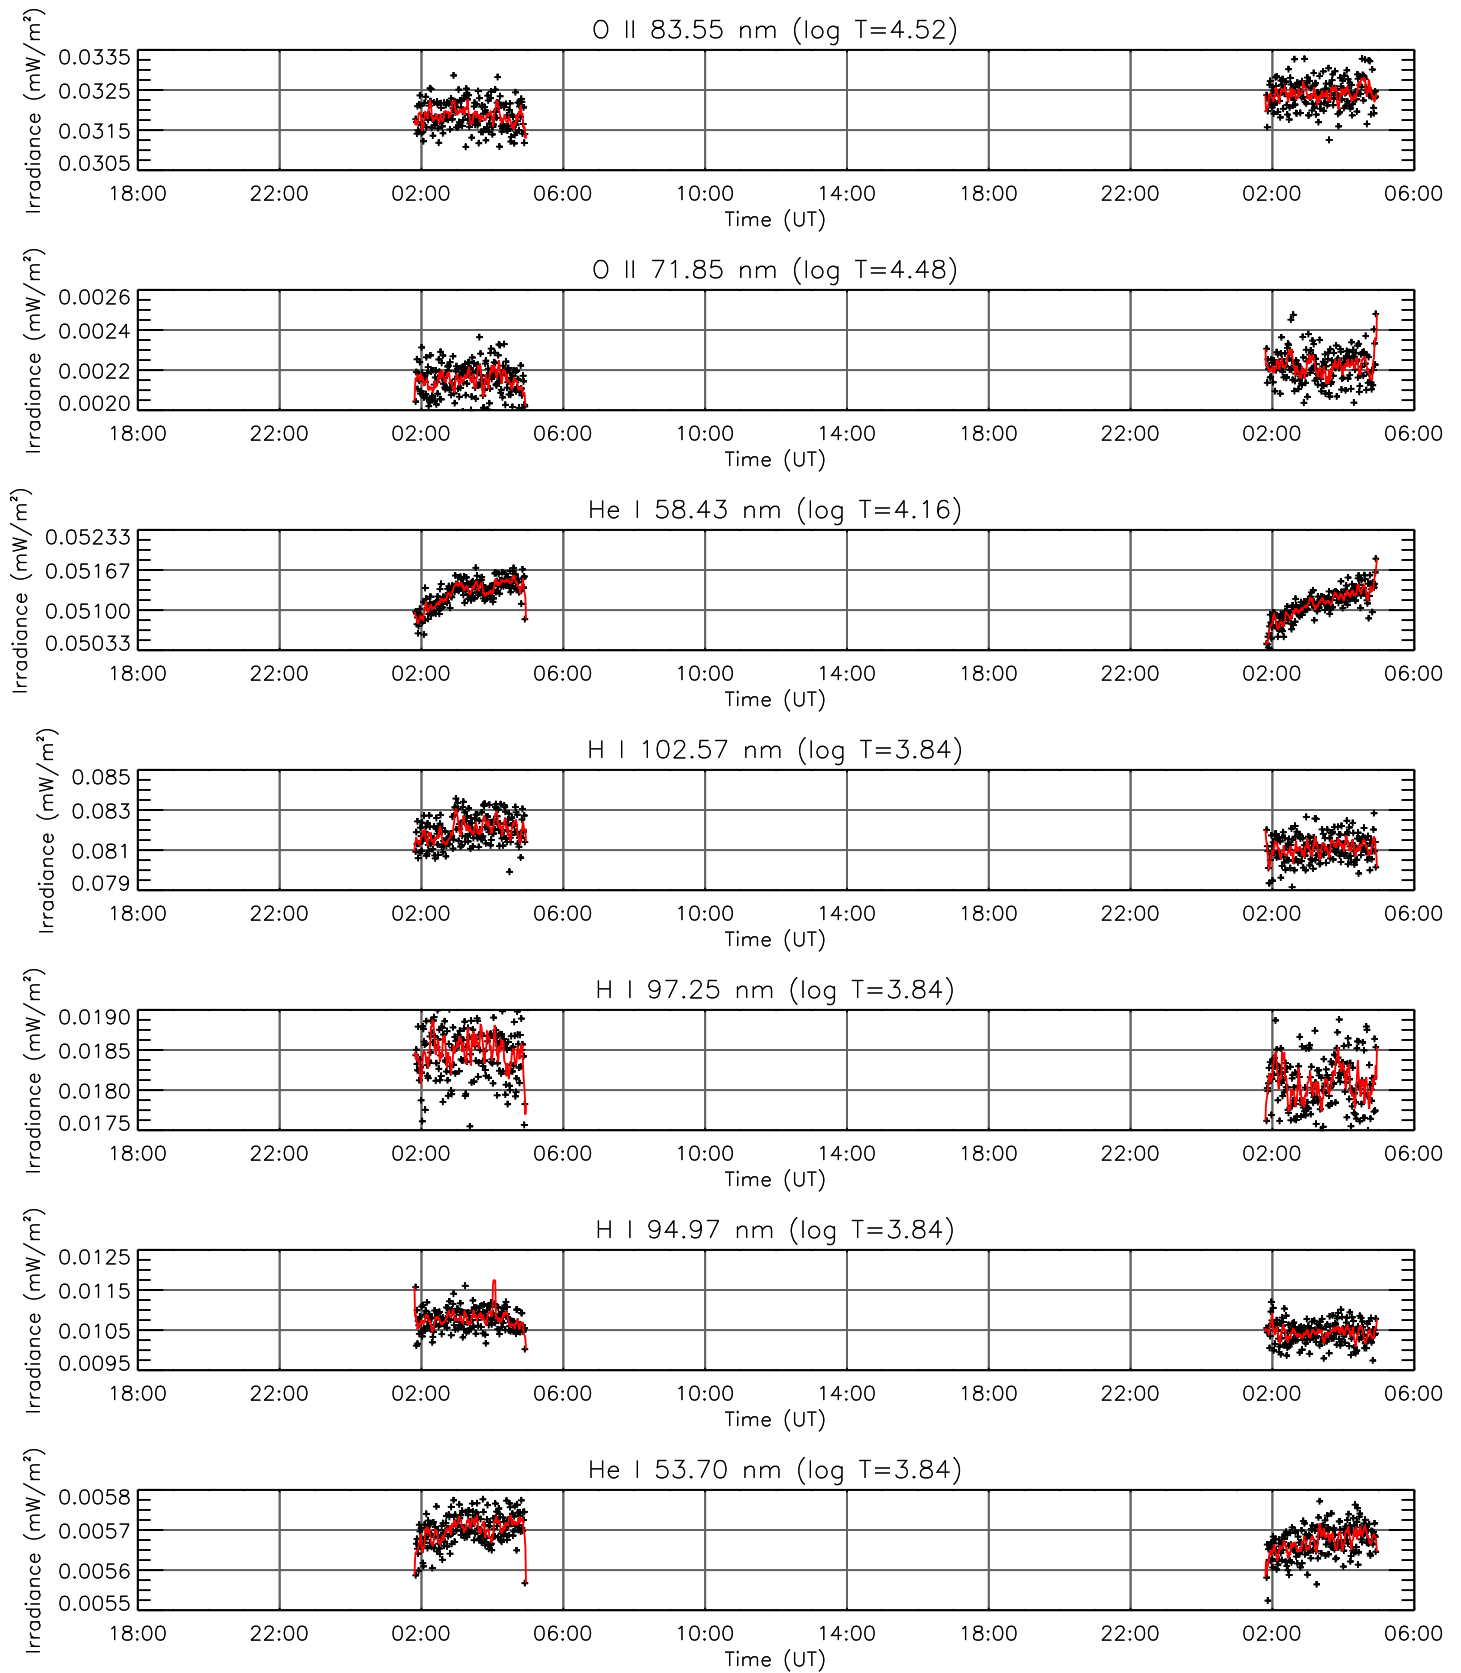 O II 83.55 nm (log T=4.52)
Irradiance (mW/m²)
0.0335
0.0325
0.0315
0.0305
18:00 22:00 02:00 06:00 10:00 14:00 18:00 22:00 02:00 06:00
Time (UT)
O II 71.85 nm (log T=4.48)
Irradiance (mW/m²)
0.0026
0.0024
0.0022
0.0020
18:00 22:00 02:00 06:00 10:00 14:00 18:00 22:00 02:00 06:00
Time (UT)
He I 58.43 nm (log T=4.16)
Irradiance (mW/m²)
0.05233
0.05167
0.05100
0.05033
18:00 22:00 02:00 06:00 10:00 14:00 18:00 22:00 02:00 06:00
Time (UT)
H I 102.57 nm (log T=3.84)
Irradiance (mW/m²)
0.085
0.083
0.081
0.079
18:00 22:00 02:00 06:00 10:00 14:00 18:00 22:00 02:00 06:00
Time (UT)
H I 97.25 nm (log T=3.84)
Irradiance (mW/m²)
0.0190
0.0185
0.0180
0.0175
18:00 22:00 02:00 06:00 10:00 14:00 18:00 22:00 02:00 06:00
Time (UT)
H I 94.97 nm (log T=3.84)
Irradiance (mW/m²)
0.0125
0.0115
0.0105
0.0095
18:00 22:00 02:00 06:00 10:00 14:00 18:00 22:00 02:00 06:00
Time (UT)
He I 53.70 nm (log T=3.84)
Irradiance (mW/m²)
0.0058
0.0057
0.0056
0.0055
18:00 22:00 02:00 06:00 10:00 14:00 18:00 22:00 02:00 06:00
Time (UT)